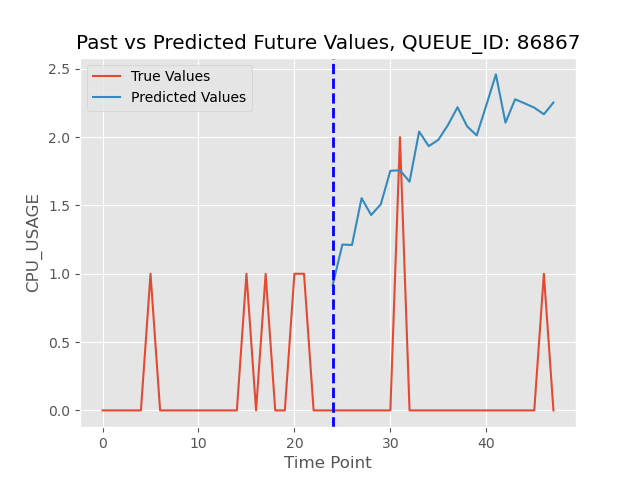 Past vs Predicted Future Values, QUEUE_ID: 86867
True Values
Predicted Values
CPU_USAGE
2.5
2.0
1.5
1.0
0.5
0.0
0 10 20 30 40
Time Point